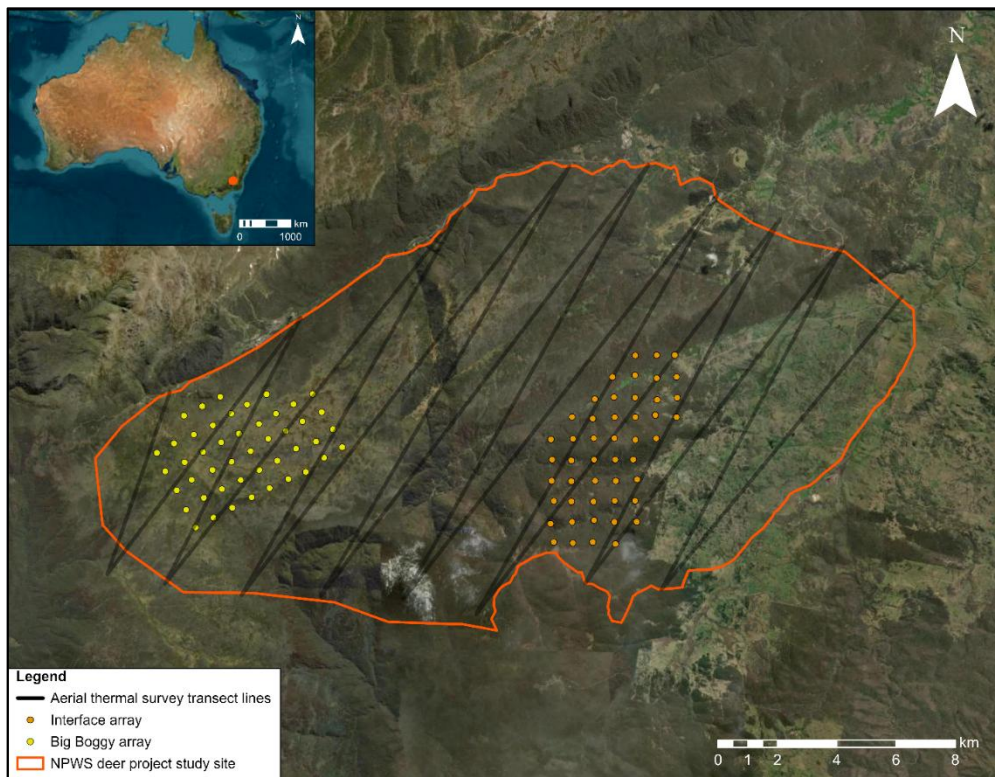 N
km
0 1000
N
Legend
Aerial thermal survey transect lines
Interface array
Big Boggy array
NPWS deer project study site
km
0 1 2 4 6 8